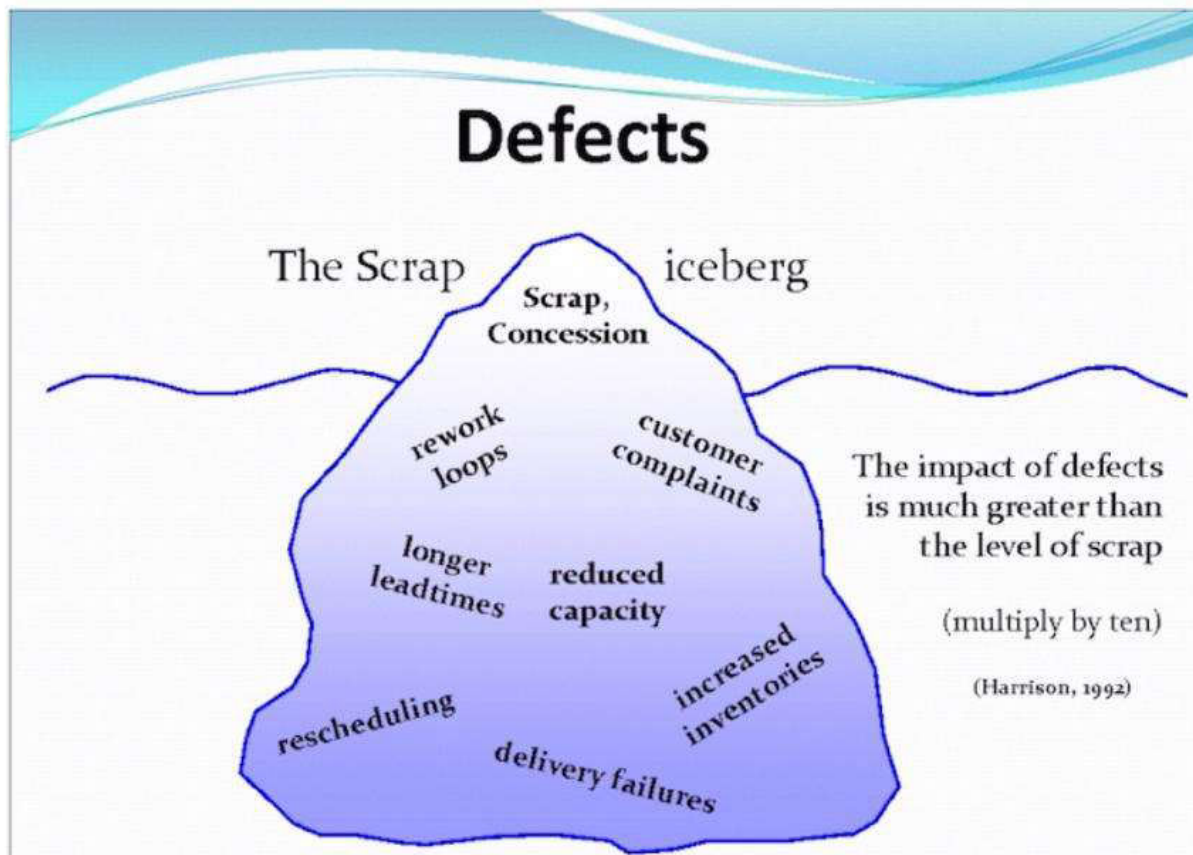 Defects
The Scrap iceberg
Scrap,
Concession
rework
loops
customer
complaints
The impact of defects
is much greater than
the level of scrap
longer
leadtimes
reduced
capacity
(multiply by ten)
increased
inventories
(Harrison, 1992)
rescheduling
delivery failures